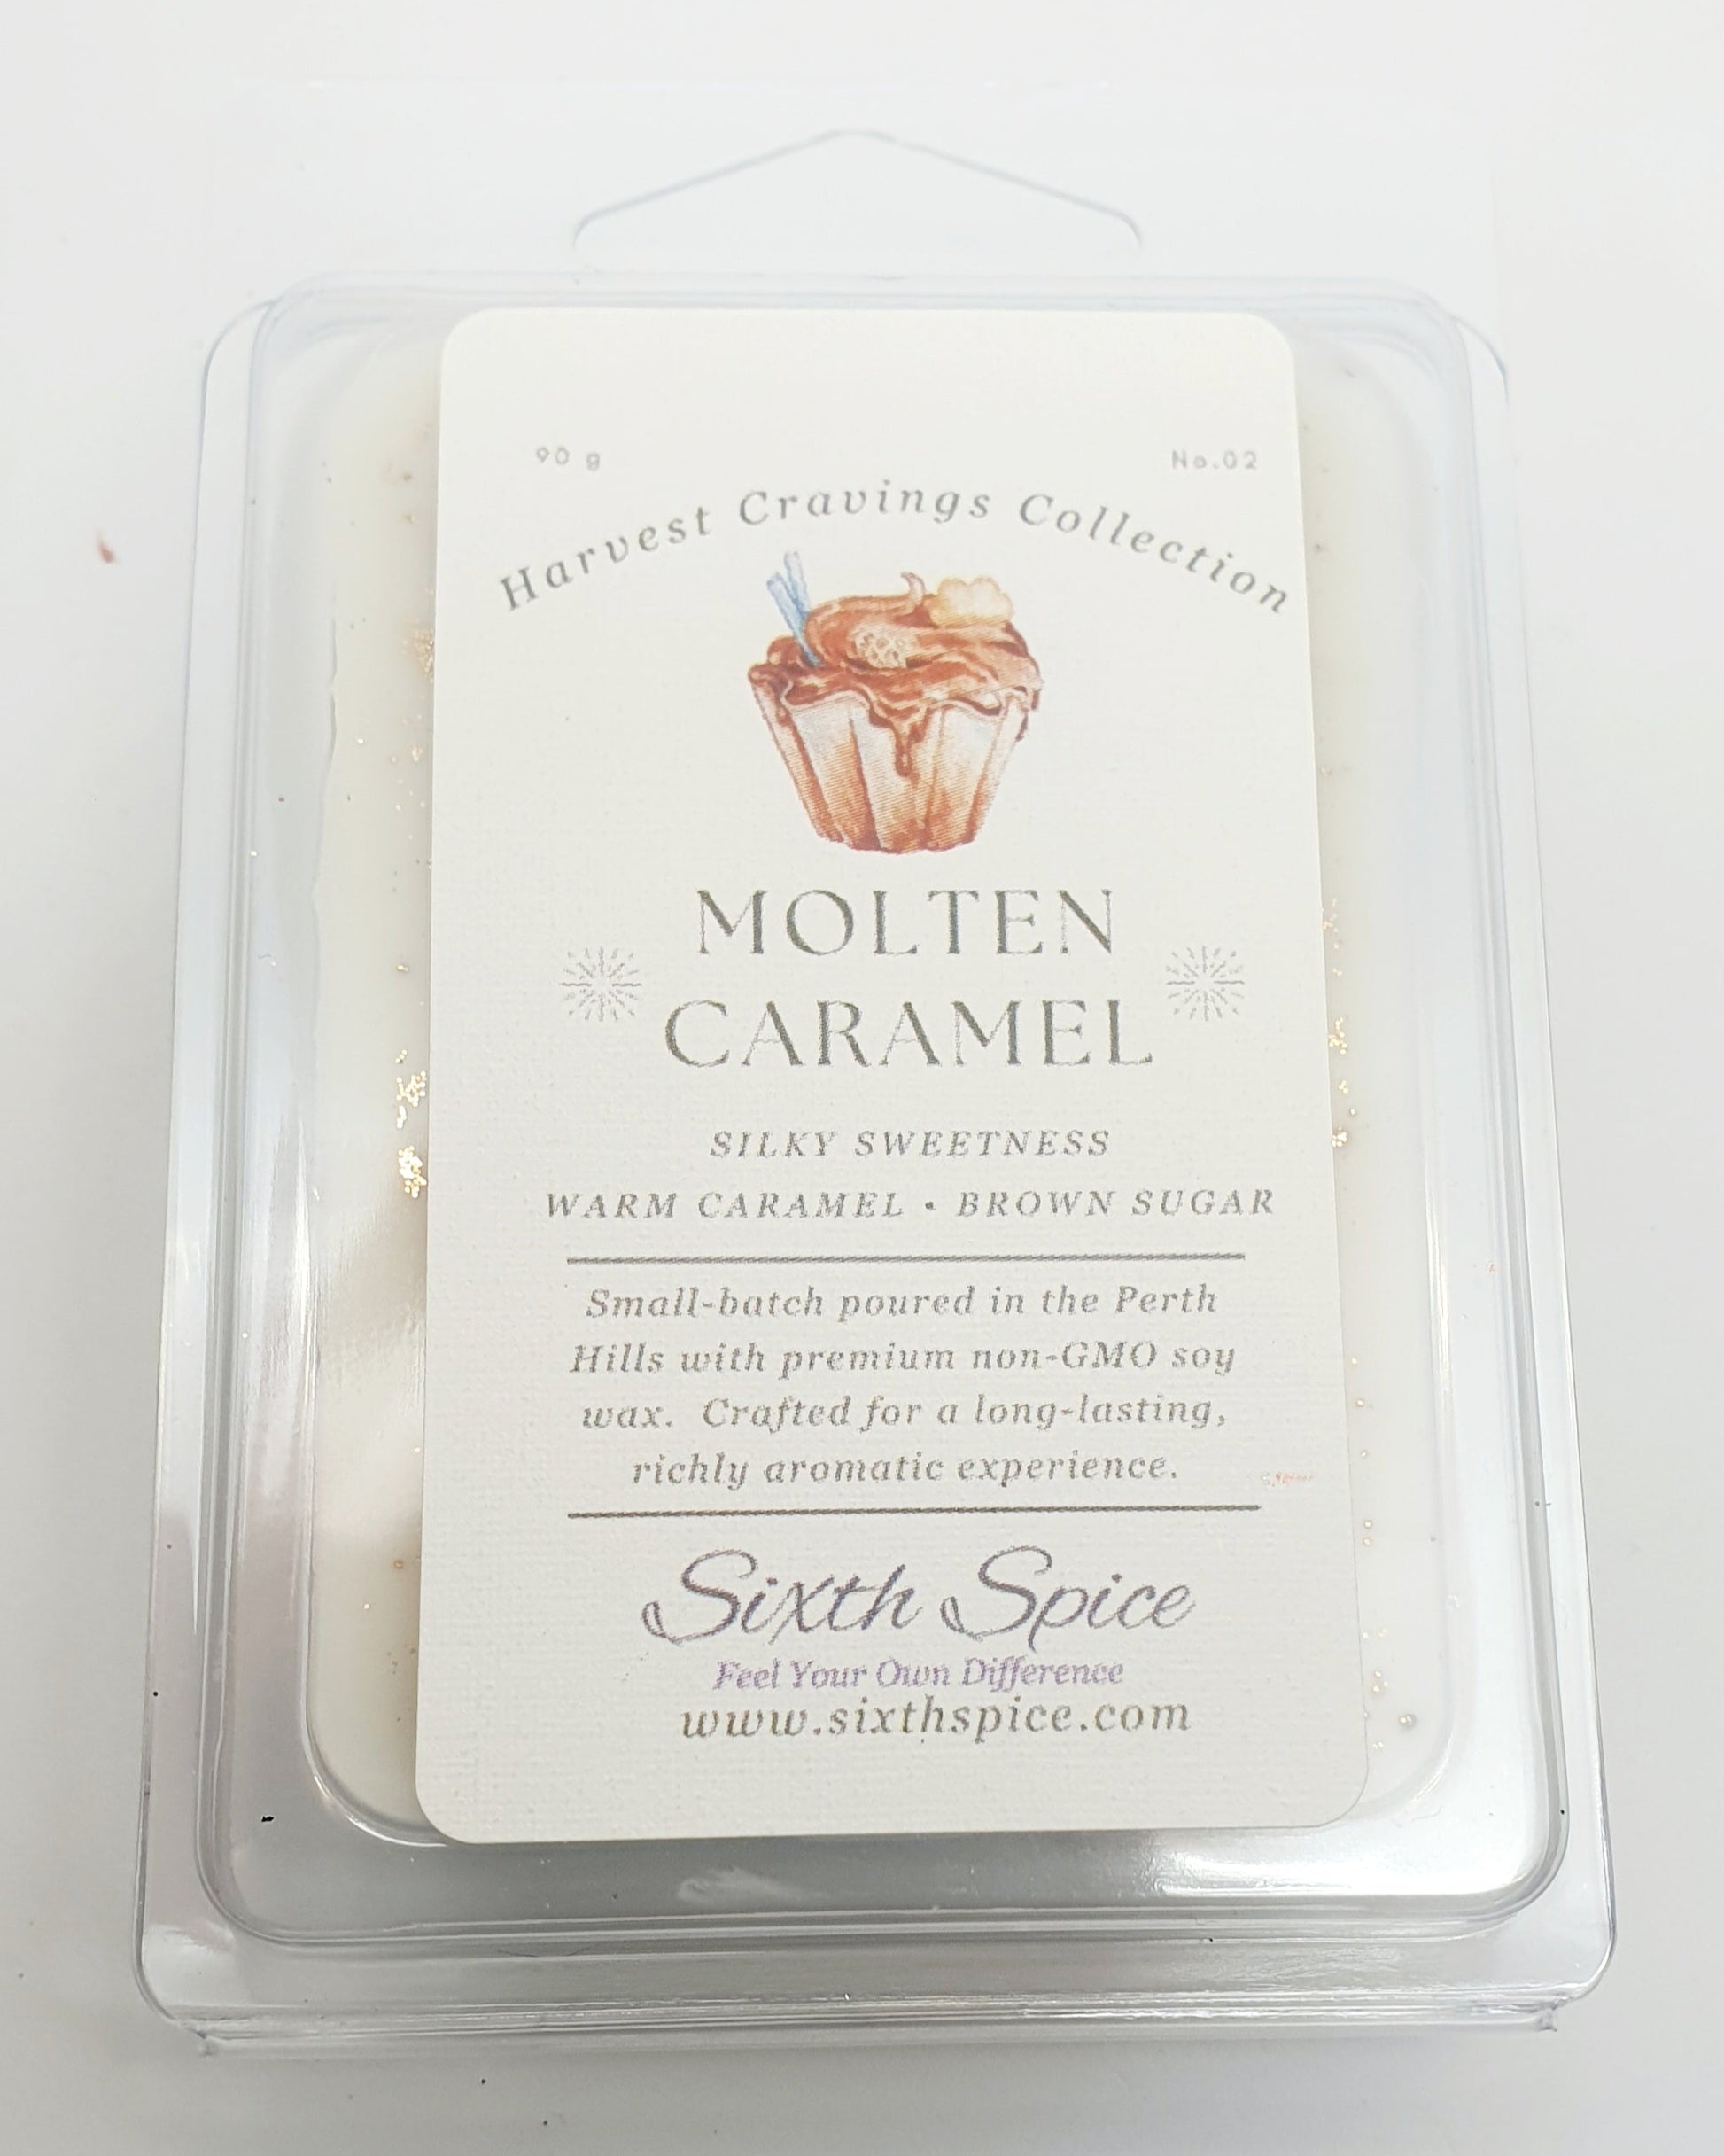 90 g
No.02
Harvest Cravings Collection
MOLTEN
CARAMEL
SILKY SWEETNESS
WARM CARAMEL • BROWN SUGAR
Small-batch poured in the Perth
Hills with premium non-GMO soy
wax. Crafted for a long-lasting,
richly aromatic experience.
Sixth Spice
Feel Your Own Difference
www.sixthspice.com